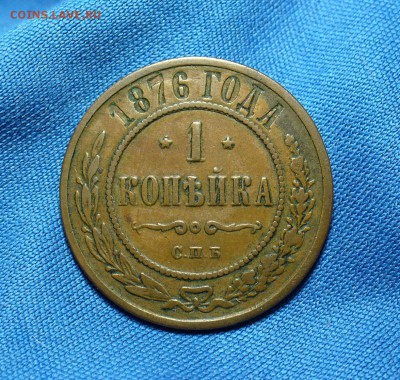 COINS.LAVE.RU
1876 ГОДА
1
КОПѢЙКА
С.П.Б